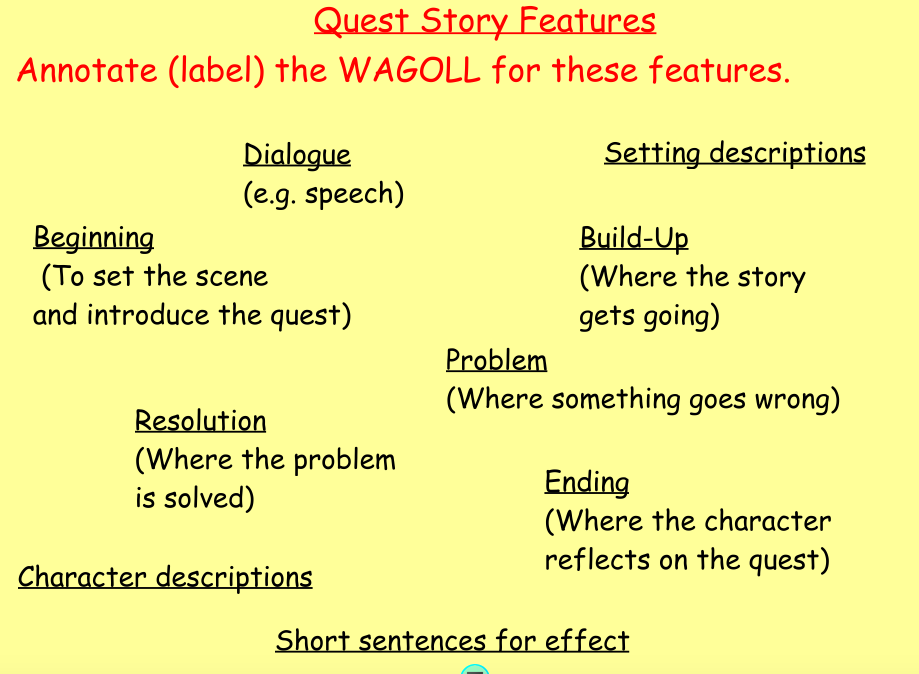 Quest Story Features
Annotate (label) the WAGOLL for these features.
Dialogue
(e.g. speech)
Setting descriptions
Beginning
(To set the scene
and introduce the quest)
Build-Up
(Where the story
gets going)
Problem
(Where something goes wrong)
Resolution
(Where the problem
is solved)
Ending
(Where the character
reflects on the quest)
Character descriptions
Short sentences for effect